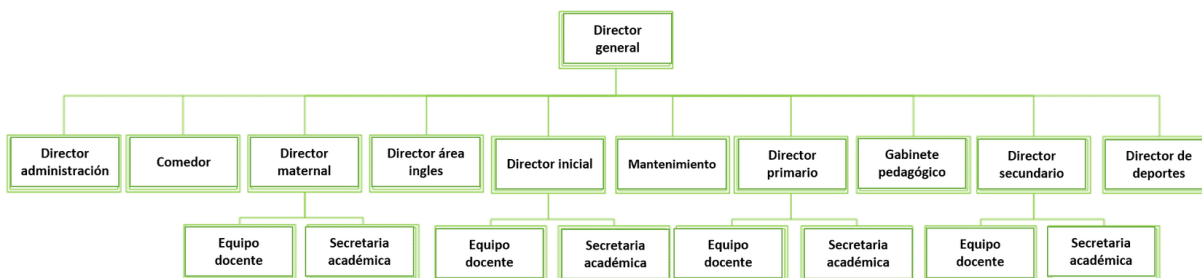 Director
general
Director
administración
Comedor
Director
maternal
Director área
ingles
Director inicial
Mantenimiento
Director
primario
Gabinete
pedagógico
Director
secundario
Director de
deportes
Equipo
docente
Secretaria
académica
Equipo
docente
Secretaria
académica
Equipo
docente
Secretaria
académica
Equipo
docente
Secretaria
académica